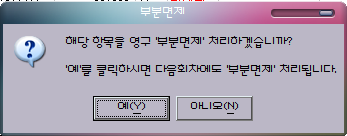 부분면제
해당 항목을 영구 '부분면제' 처리하겠습니까?
'예'를 클릭하시면 다음회차에도 '부분면제' 처리됩니다.
예(Y)
아니오(N)